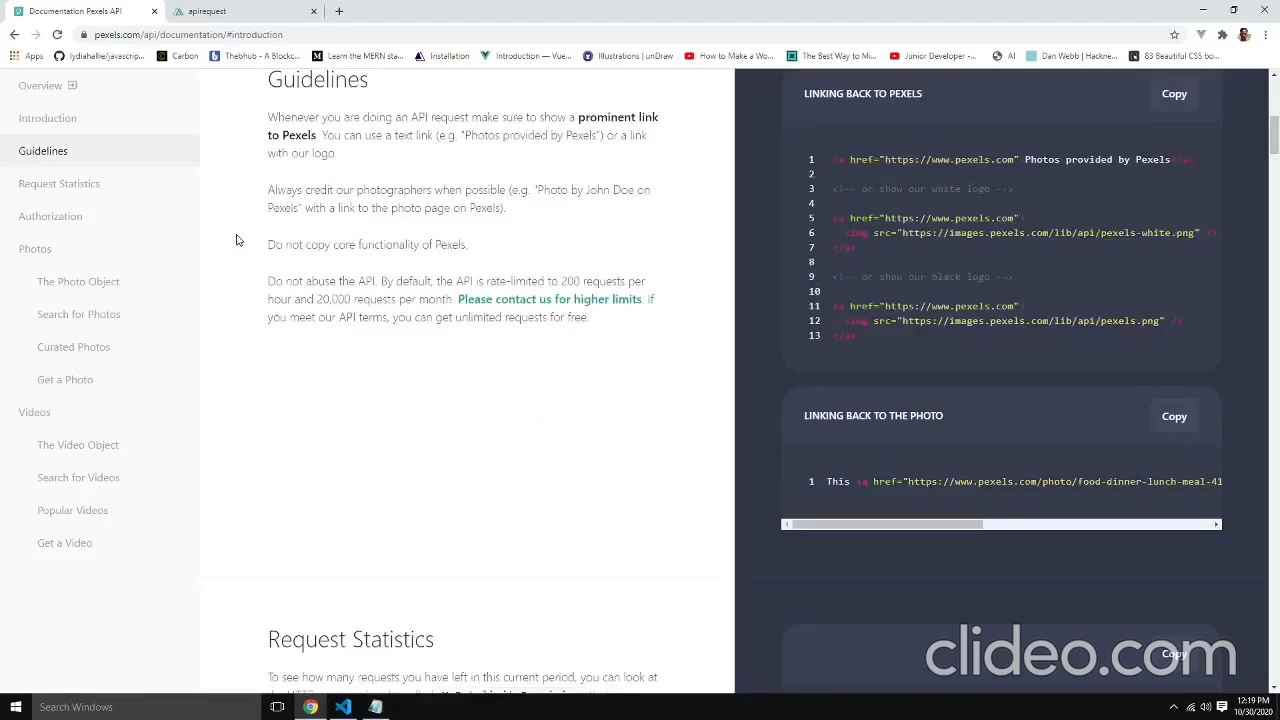 Documentation Pexels API
apirequest
pexels.com/api/documentation/#introduction
Apps
lydiahallie/javascrip...
Carbon
Thebhub - A Blockc...
Learn the MERN sta...
Installation
Introduction — Vue...
Illustrations | unDraw
How to Make a Mo...
The Best Way to Mi...
Junior Developer -...
AI
Dan Webb | Hackne...
83 Beautiful CSS bo...
Overview
Introduction
Guidelines
Request Statistics
Authorization
Photos
The Photo Object
Search for Photos
Curated Photos
Get a Photo
Videos
The Video Object
Search for Videos
Popular Videos
Get a Video
Guidelines
Whenever you are doing an API request make sure to show a prominent link
to Pexels. You can use a text link (e.g. "Photos provided by Pexels") or a link
with our logo.
Always credit our photographers when possible (e.g. "Photo by John Doe on
Pexels" with a link to the photo page on Pexels).
Do not copy core functionality of Pexels.
Do not abuse the API. By default, the API is rate-limited to 200 requests per
hour and 20,000 requests per month. Please contact us for higher limits. If
you meet our API terms, you can get unlimited requests for free.
Request Statistics
To see how many requests you have left in this current period, you can look at
LINKING BACK TO PEXELS
Copy
1 <a href="https://www.pexels.com" Photos provided by Pexels</a>
2
3 <!-- or show our white logo -->
4
5 <a href="https://www.pexels.com">
6 <img src="https://images.pexels.com/lib/api/pexels-white.png" />
7 </a>
8
9 <!-- or show our black logo -->
10
11 <a href="https://www.pexels.com">
12 <img src="https://images.pexels.com/lib/api/pexels.png" />
13 </a>
LINKING BACK TO THE PHOTO
Copy
1 This <a href="https://www.pexels.com/photo/food-dinner-lunch-meal-41
Copy
clideo.com
Search Windows
12:19 PM
10/30/2020